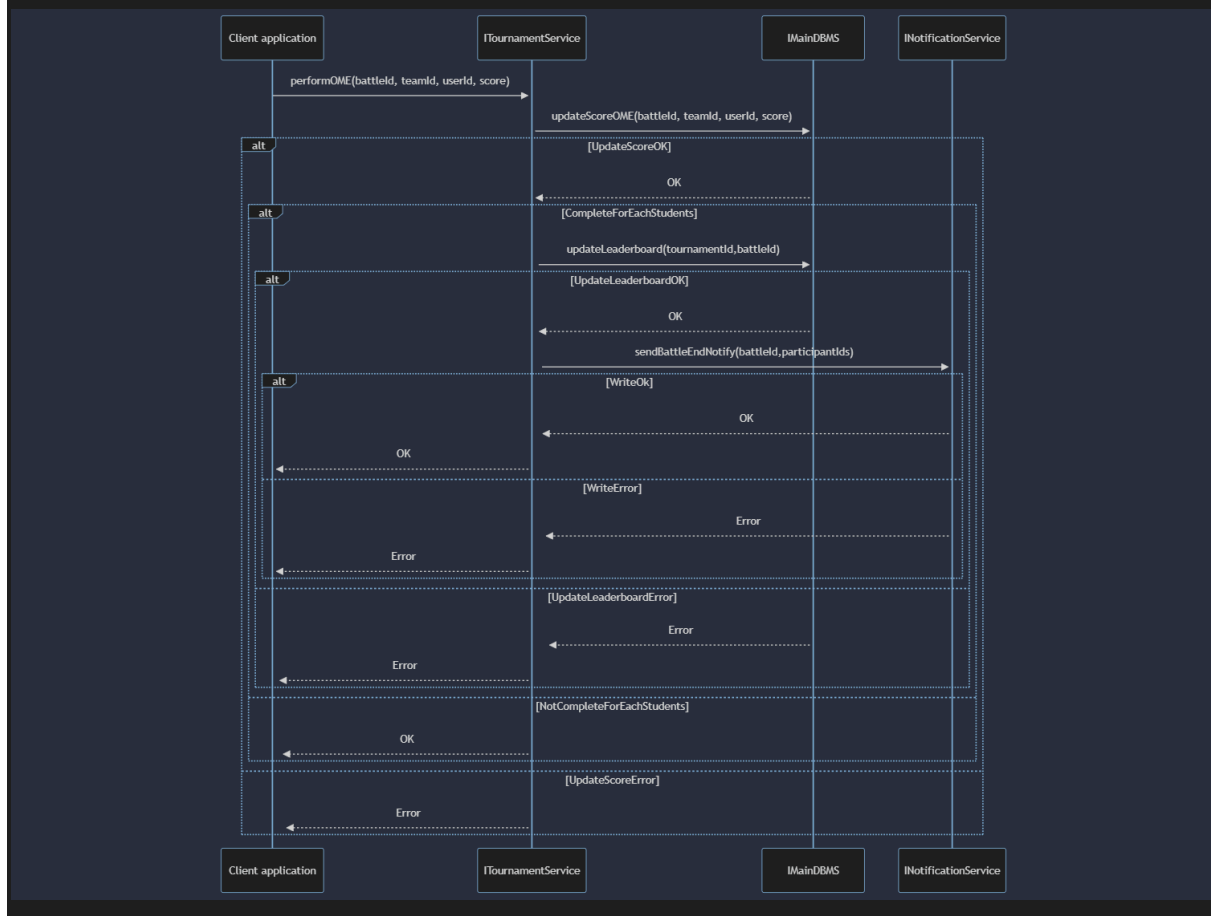 Client application
ITournamentService
IMainDBMS
INotificationService
performOME(battleId, teamId, userId, score)
updateScoreOME(battleId, teamId, userId, score)
alt
[UpdateScoreOK]
OK
alt
[CompleteForEachStudents]
updateLeaderboard(tournamentId,battleId)
alt
[UpdateLeaderboardOK]
OK
sendBattleEndNotify(battleId,participantIds)
alt
[WriteOk]
OK
OK
[WriteError]
Error
Error
[UpdateLeaderboardError]
Error
Error
[NotCompleteForEachStudents]
OK
[UpdateScoreError]
Error
Client application
ITournamentService
IMainDBMS
INotificationService